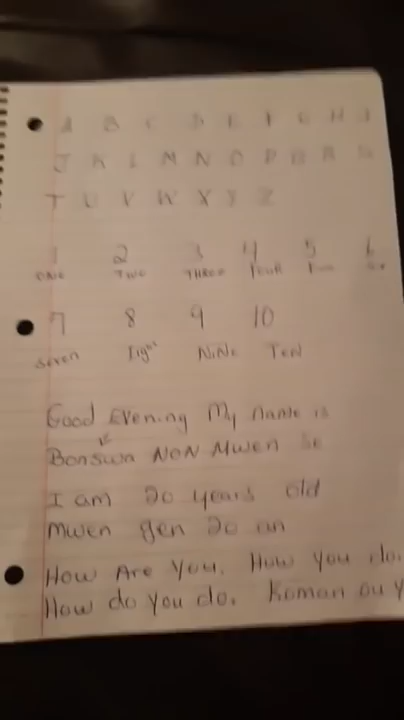 A B C D E F G H I
J K L M N O P Q R S
T U V W X Y Z
1 2 3 4 5 6
ONE TWO THREE FOUR
7 8 9 10
Seven Eight NiNe TeN
Good Evening My name is
Bonswa NON Mwen se
I am 20 years old
Mwen gen 20 an
How Are You. How you do.
How do you do. Koman ou y